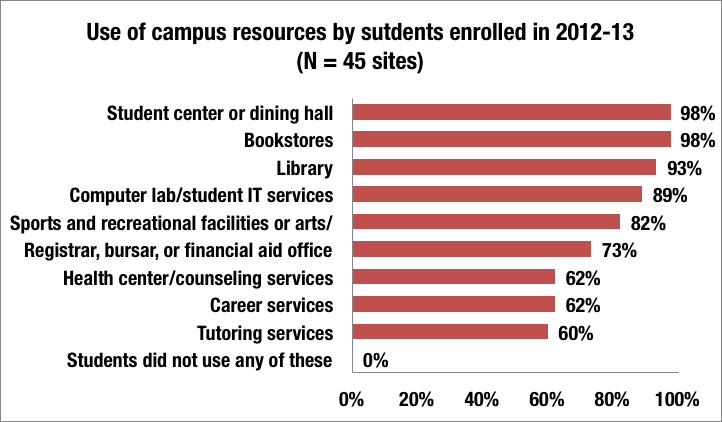 Use of campus resources by sutdents enrolled in 2012-13
(N = 45 sites)
Student center or dining hall 98%
Bookstores 98%
Library 93%
Computer lab/student IT services 89%
Sports and recreational facilities or arts/ 82%
Registrar, bursar, or financial aid office 73%
Health center/counseling services 62%
Career services 62%
Tutoring services 60%
Students did not use any of these 0%
0% 20% 40% 60% 80% 100%